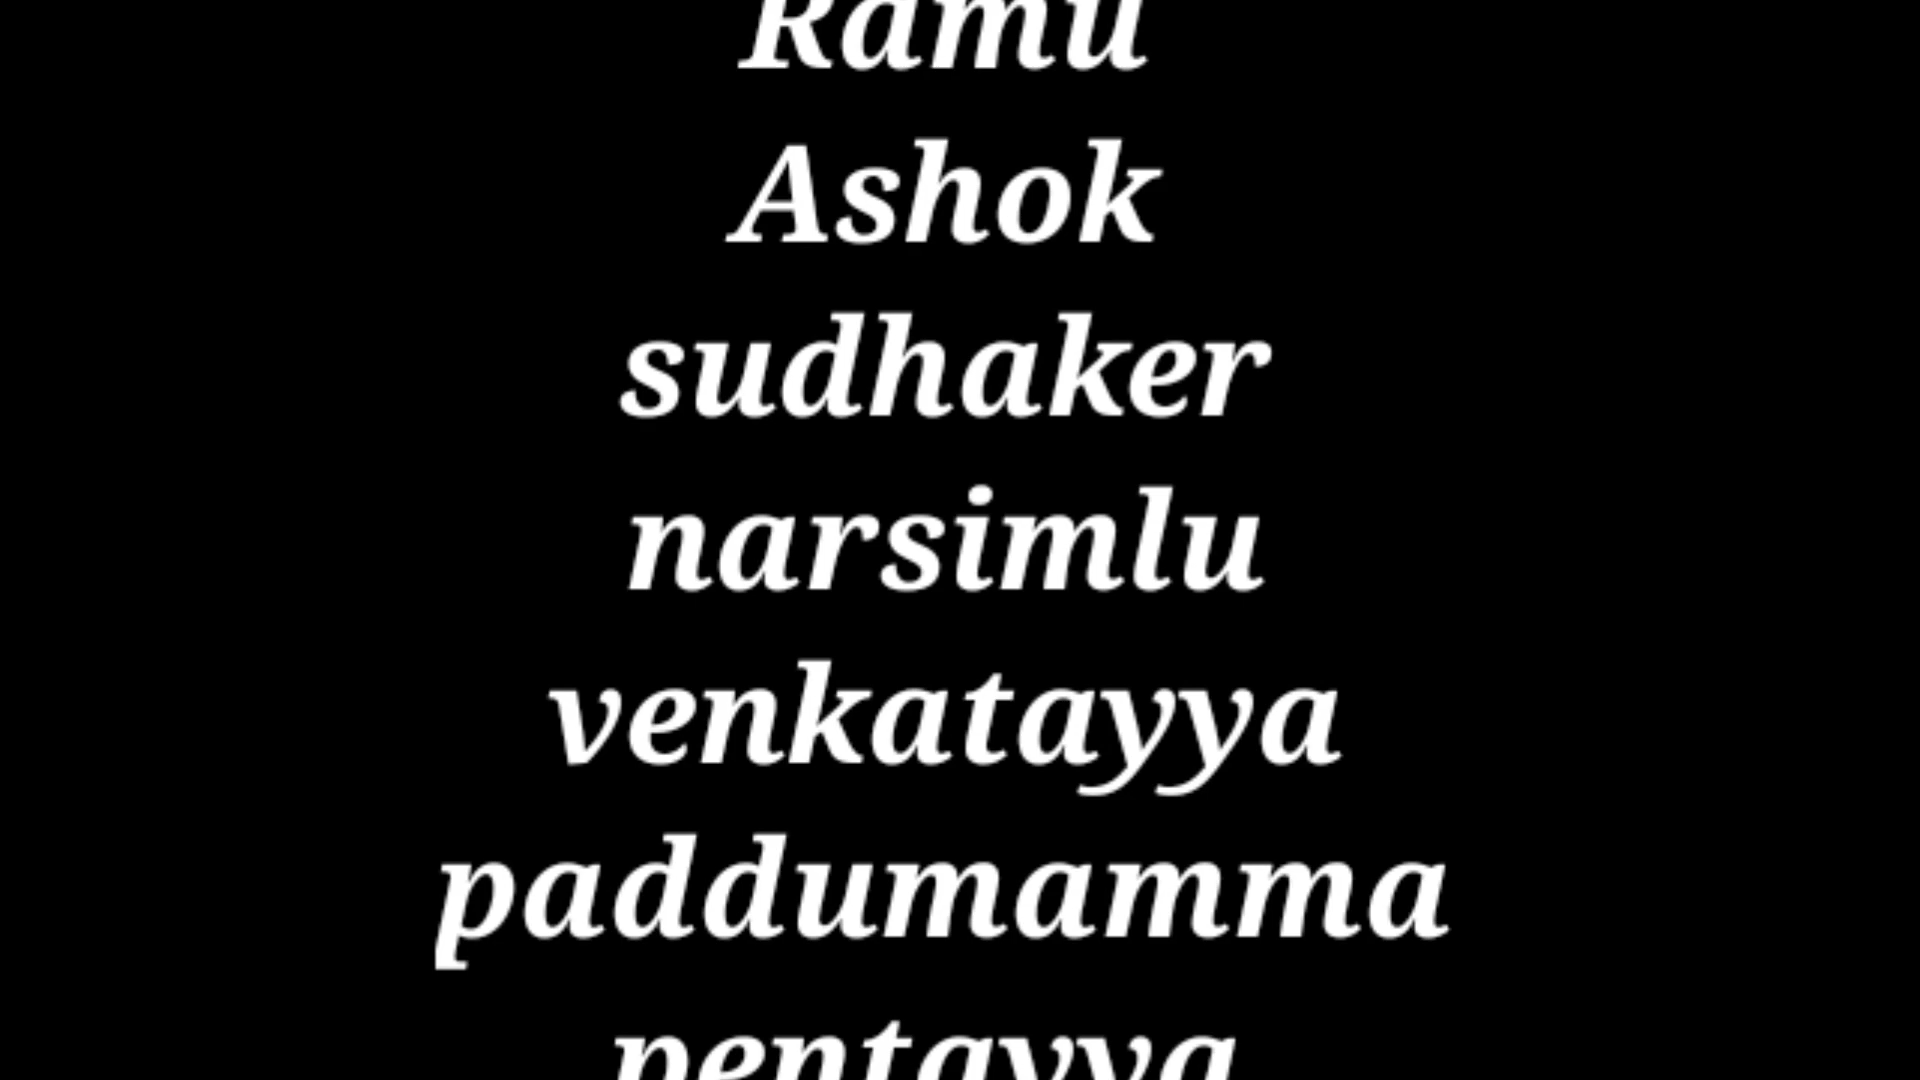 Ramu
Ashok
sudhaker
narsimlu
venkatayya
paddumamma
pentayya